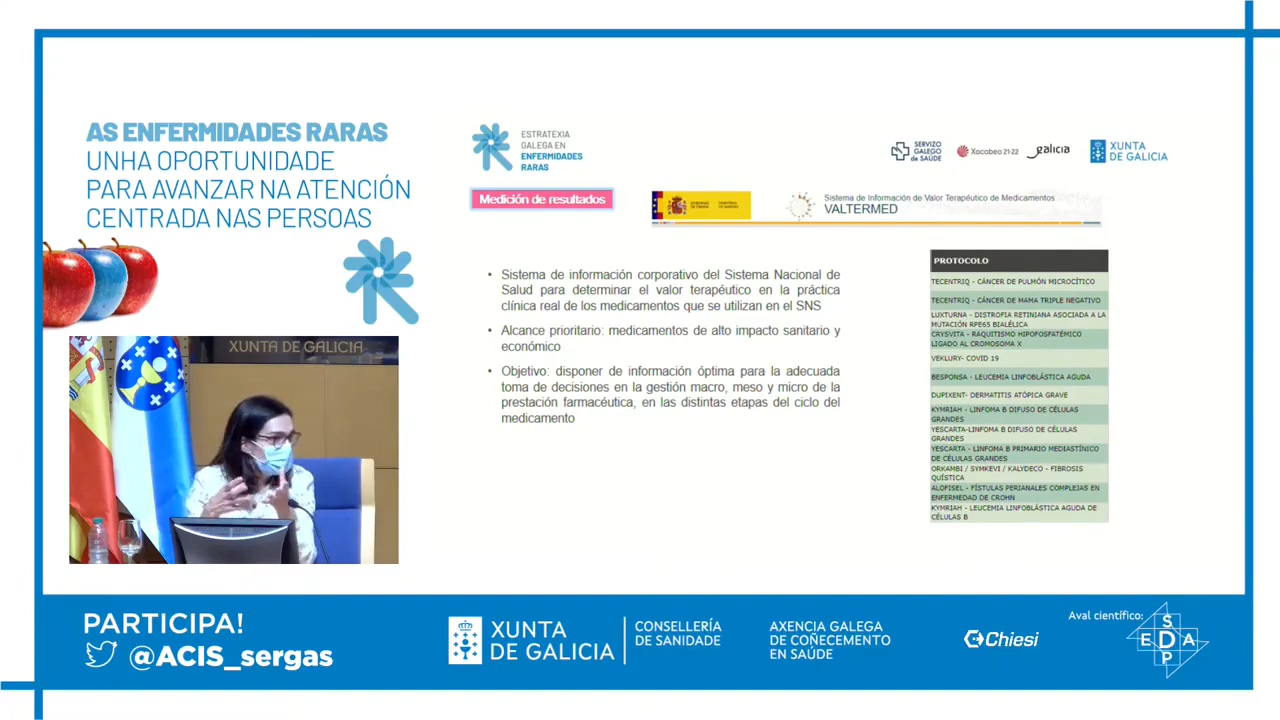 AS ENFERMIDADES RARAS
UNHA OPORTUNIDADE
PARA AVANZAR NA ATENCIÓN
CENTRADA NAS PERSOAS
ESTRATEXIA
GALEGA EN
ENFERMIDADES
RARAS
SERVIZO
GALEGO
de SAÚDE
Xacobeo 21·22
galicia
XUNTA
DE GALICIA
Medición de resultados
Sistema de Información de Valor Terapéutico de Medicamentos
VALTERMED
• Sistema de información corporativo del Sistema Nacional de
Salud para determinar el valor terapéutico en la práctica
clínica real de los medicamentos que se utilizan en el SNS
• Alcance prioritario: medicamentos de alto impacto sanitario y
económico
• Objetivo: disponer de información óptima para la adecuada
toma de decisiones en la gestión macro, meso y micro de la
prestación farmacéutica, en las distintas etapas del ciclo del
medicamento
PROTOCOLO
TECENTRIQ - CÁNCER DE PULMÓN MICROCÍTICO
TECENTRIQ - CÁNCER DE MAMA TRIPLE NEGATIVO
LUXTURNA - DISTROFIA RETINIANA ASOCIADA A LA
MUTACIÓN RPE65 BIALÉLICA
CRYSVITA - RAQUITISMO HIPOFOSFATÉMICO
LIGADO AL CROMOSOMA X
VEKLURY- COVID 19
BESPONSA - LEUCEMIA LINFOBLÁSTICA AGUDA
DUPIXENT- DERMATITIS ATÓPICA GRAVE
KYMRIAH - LINFOMA B DIFUSO DE CÉLULAS
GRANDES
YESCARTA-LINFOMA B DIFUSO DE CÉLULAS
GRANDES
YESCARTA - LINFOMA B PRIMARIO MEDIASTÍNICO
DE CÉLULAS GRANDES
ORKAMBI / SYMKEVI / KALYDECO - FIBROSIS
QUÍSTICA
ALOFISEL - FÍSTULAS PERIANALES COMPLEJAS EN
ENFERMEDAD DE CROHN
KYMRIAH - LEUCEMIA LINFOBLÁSTICA AGUDA DE
CÉLULAS B
XUNTA DE GALICIA
PARTICIPA!
@ACIS_sergas
XUNTA
DE GALICIA
CONSELLERÍA
DE SANIDADE
AXENCIA GALEGA
DE COÑECEMENTO
EN SAÚDE
Chiesi
Aval científico:
S
E D A
P